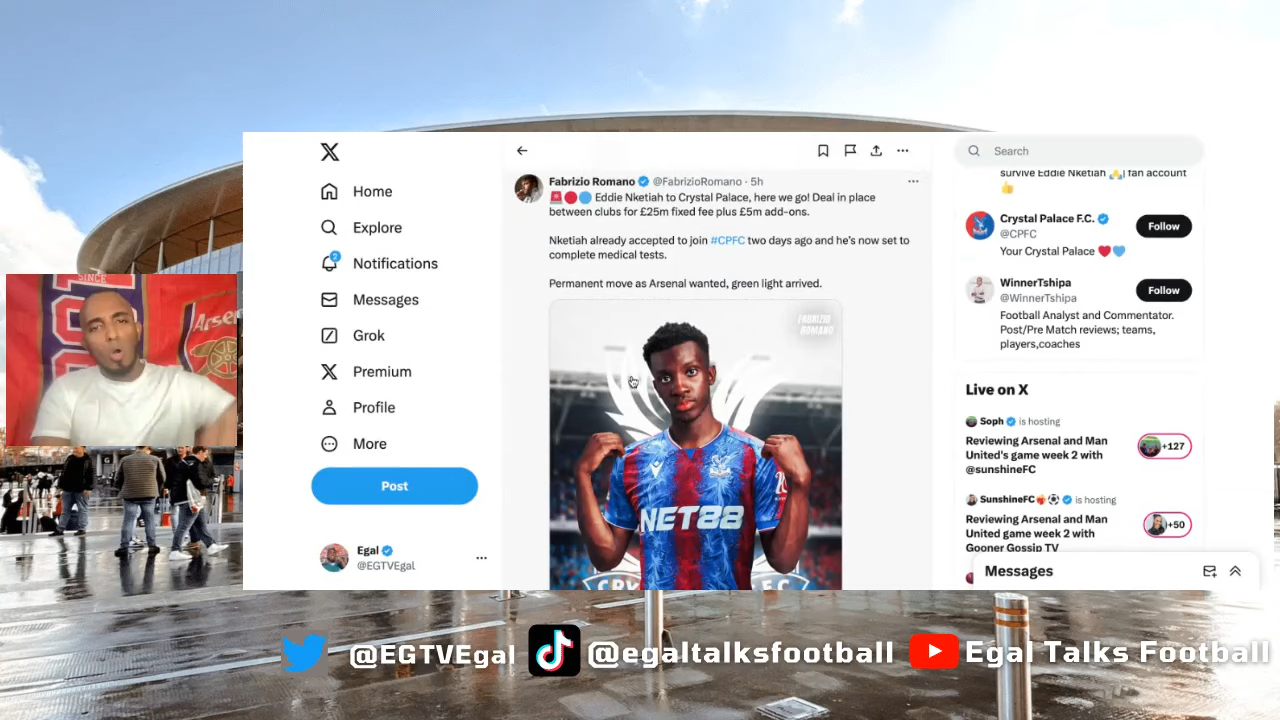 SINCE
Arsen
X
Home
Explore
2
Notifications
Messages
Grok
Premium
Profile
More
Post
Egal
@EGTVEgal
Fabrizio Romano @FabrizioRomano · 5h
🚨🔴🔵 Eddie Nketiah to Crystal Palace, here we go! Deal in place
between clubs for £25m fixed fee plus £5m add-ons.
Nketiah already accepted to join #CPFC two days ago and he's now set to
complete medical tests.
Permanent move as Arsenal wanted, green light arrived.
FABRIZIO
ROMANO
NET88
Search
survive Eddie Nketiah 🙏| fan account
👍
Crystal Palace F.C.
@CPFC
Follow
Your Crystal Palace ❤️💙
WinnerTshipa
@WinnerTshipa
Follow
Football Analyst and Commentator.
Post/Pre Match reviews; teams,
players,coaches
Live on X
Soph is hosting
Reviewing Arsenal and Man
United's game week 2 with
@sunshineFC
+127
SunshineFC❤️‍🔥⚽ is hosting
Reviewing Arsenal and Man
United game week 2 with
Gooner Gossip TV
+50
Messages
@EGTVEgal
@egaltalksfootball
Egal Talks Football